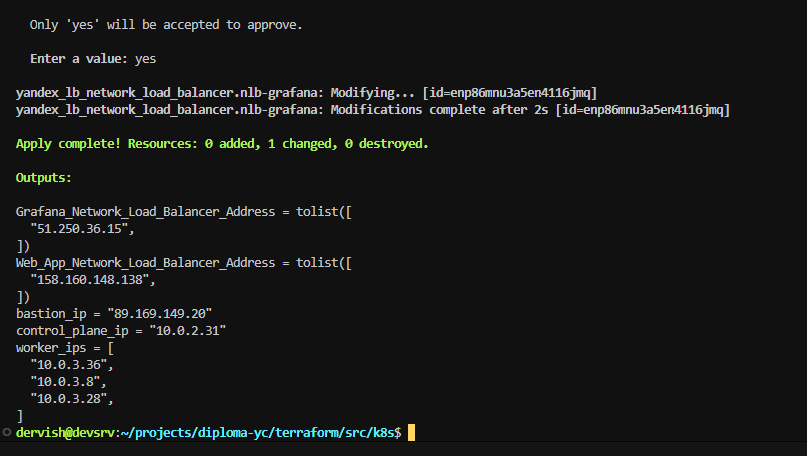 Only 'yes' will be accepted to approve.
Enter a value: yes
yandex_lb_network_load_balancer.nlb-grafana: Modifying... [id=enp86mnu3a5en4116jmq]
yandex_lb_network_load_balancer.nlb-grafana: Modifications complete after 2s [id=enp86mnu3a5en4116jmq]
Apply complete! Resources: 0 added, 1 changed, 0 destroyed.
Outputs:
Grafana_Network_Load_Balancer_Address = tolist([
"51.250.36.15",
])
Web_App_Network_Load_Balancer_Address = tolist([
"158.160.148.138",
])
bastion_ip = "89.169.149.20"
control_plane_ip = "10.0.2.31"
worker_ips = [
"10.0.3.36",
"10.0.3.8",
"10.0.3.28",
]
dervish@devsrv:~/projects/diploma-yc/terraform/src/k8s$